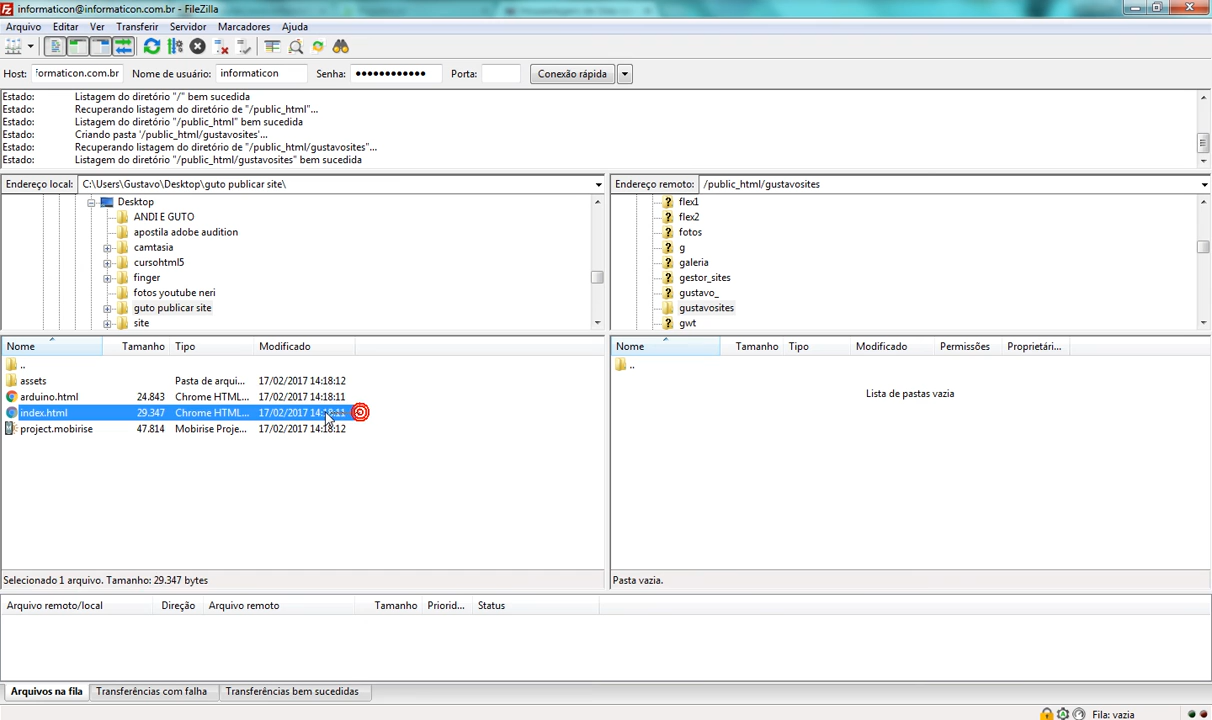 informaticon@informaticon.com.br - FileZilla
Arquivo Editar Ver Transferir Servidor Marcadores Ajuda
Host: formaticon.com.br Nome de usuário: informaticon Senha: •••••••••••• Porta: Conexão rápida
Estado: Listagem do diretório "/" bem sucedida
Estado: Recuperando listagem do diretório de "/public_html"...
Estado: Listagem do diretório "/public_html" bem sucedida
Estado: Criando pasta '/public_html/gustavosites'...
Estado: Recuperando listagem do diretório de "/public_html/gustavosites"...
Estado: Listagem do diretório "/public_html/gustavosites" bem sucedida
Endereço local: C:\Users\Gustavo\Desktop\guto publicar site\
Desktop
ANDI E GUTO
apostila adobe audition
camtasia
cursohtml5
finger
fotos youtube neri
guto publicar site
site
Endereço remoto: /public_html/gustavosites
flex1
flex2
fotos
g
galeria
gestor_sites
gustavo_
gustavosites
gwt
Nome Tamanho Tipo Modificado
..
assets Pasta de arqui... 17/02/2017 14:18:12
arduino.html 24.843 Chrome HTML... 17/02/2017 14:18:11
index.html 29.347 Chrome HTML... 17/02/2017 14:18:11
project.mobirise 47.814 Mobirise Proje... 17/02/2017 14:18:12
Selecionado 1 arquivo. Tamanho: 29.347 bytes
Nome Tamanho Tipo Modificado Permissões Proprietári...
..
Lista de pastas vazia
Pasta vazia.
Arquivo remoto/local Direção Arquivo remoto Tamanho Priorid... Status
Arquivos na fila Transferências com falha Transferências bem sucedidas
Fila: vazia